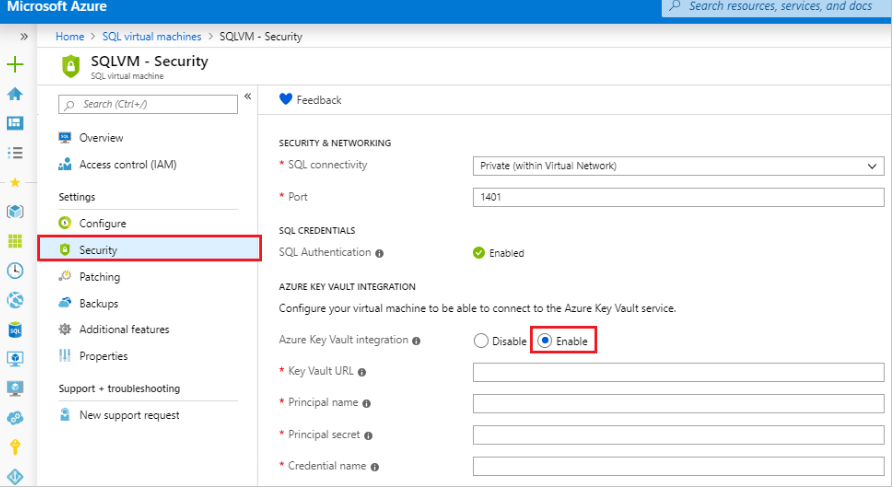 Microsoft Azure
Search resources, services, and docs
Home > SQL virtual machines > SQLVM - Security
SQLVM - Security
SQL virtual machine
Search (Ctrl+/)
Overview
Access control (IAM)
Settings
Configure
Security
Patching
Backups
Additional features
Properties
Support + troubleshooting
New support request
Feedback
SECURITY & NETWORKING
* SQL connectivity
Private (within Virtual Network)
* Port
1401
SQL CREDENTIALS
SQL Authentication
Enabled
AZURE KEY VAULT INTEGRATION
Configure your virtual machine to be able to connect to the Azure Key Vault service.
Azure Key Vault integration
Disable
Enable
* Key Vault URL
* Principal name
* Principal secret
* Credential name